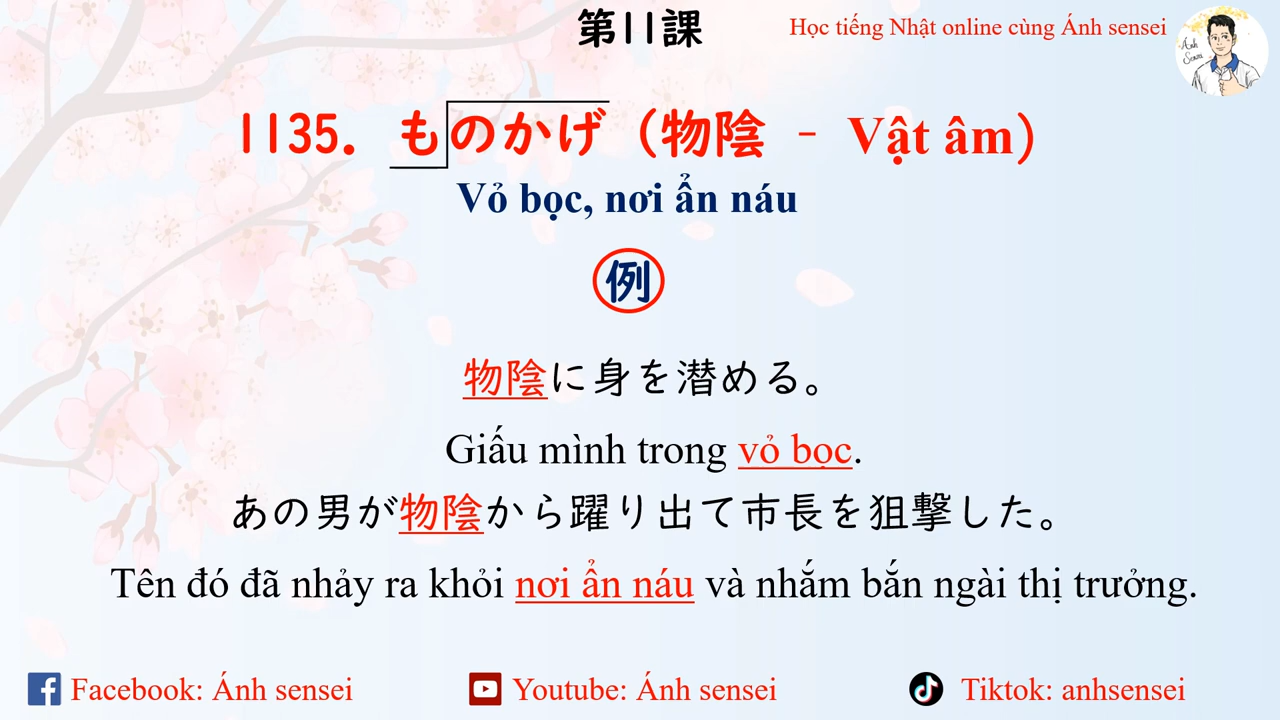 第11課
Học tiếng Nhật online cùng Ánh sensei
Ánh
Sensei
1135. ものかげ (物陰 - Vật âm)
Vỏ bọc, nơi ẩn náu
例
物陰に身を潜める。
Giấu mình trong vỏ bọc.
あの男が物陰から躍り出て市長を狙撃した。
Tên đó đã nhảy ra khỏi nơi ẩn náu và nhắm bắn ngài thị trưởng.
Facebook: Ánh sensei
Youtube: Ánh sensei
Tiktok: anhsensei